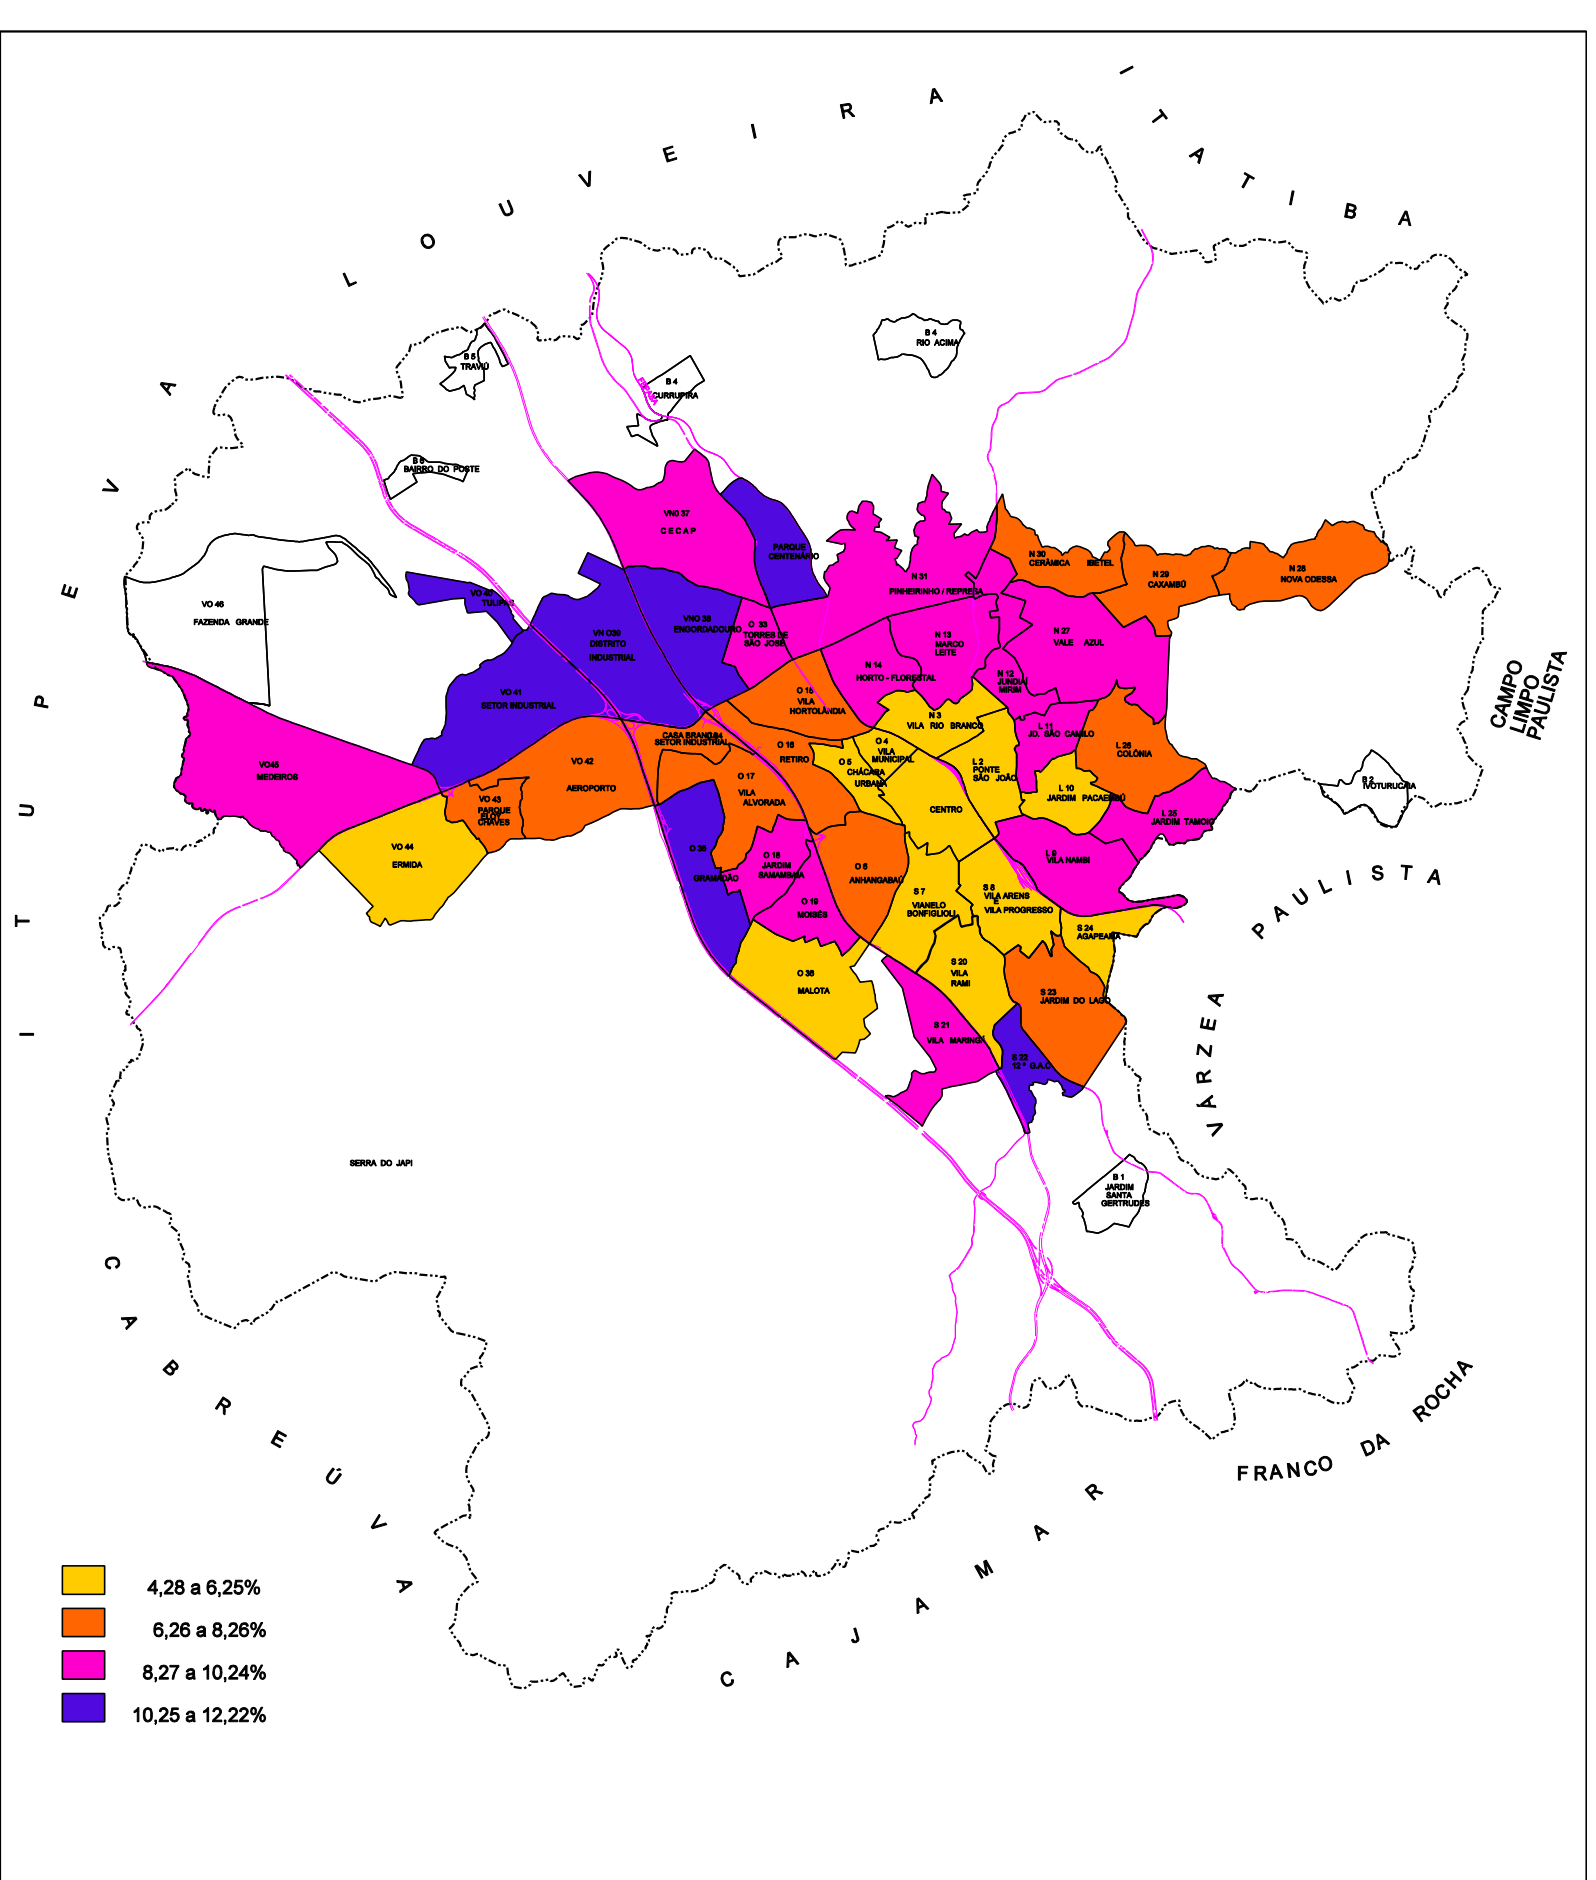 LOUVEIRA
ITATIBA
ITUPEVA
CAMPO
LIMPO
PAULISTA
VÁRZEA PAULISTA
FRANCO DA ROCHA
CAJAMAR
CABREÚVA
B 4
RIO ACIMA
B 5
TRAVIÚ
B 4
CURRUPIRA
B 6
BAIRRO DO POSTE
VN0 37
CECAP
PARQUE
CENTENÁRIO
N 31
PINHEIRINHO / REPRESA
N 30
CERÂMICA IBETEL
N 29
CAXAMBÚ
N 28
NOVA ODESSA
VO 46
FAZENDA GRANDE
VO 40
TULIPAS
VN O39
DISTRITO
INDUSTRIAL
VNO 38
ENGORDADOURO
O 33
TORRES DE
SÃO JOSÉ
N 13
MARCO
LEITE
N 27
VALE AZUL
N 14
HORTO - FLORESTAL
N 12
JUNDIAÍ
MIRIM
VO 41
SETOR INDUSTRIAL
O 15
VILA
HORTOLÂNDIA
N 3
VILA RIO BRANCO
L 11
JD. SÃO CAMILO
L 26
COLÔNIA
CASA BRANCA
SETOR INDUSTRIAL
O 16
RETIRO
O 4
VILA
MUNICIPAL
O 5
CHÁCARA
URBANA
L 2
PONTE
SÃO JOÃO
VO45
MEDEIROS
VO 42
AEROPORTO
O 17
VILA
ALVORADA
L 10
JARDIM PACAEMBÚ
B 2
IVOTURUCAIA
VO 43
PARQUE
ELOY
CHAVES
CENTRO
L 25
JARDIM TAMOIO
VO 44
ERMIDA
O 35
GRAMADÃO
O 18
JARDIM
SAMAMBAIA
O 6
ANHANGABAÚ
L 9
VILA NAMBI
O 19
MOISÉS
S 7
VIANELO
BONFIGLIOLI
S 8
VILA ARENS
E
VILA PROGRESSO
S 24
AGAPEAMA
O 36
MALOTA
S 20
VILA
RAMI
S 23
JARDIM DO LAGO
S 21
VILA MARINGÁ
S 22
12 º G.A.C
SERRA DO JAPI
B 1
JARDIM
SANTA
GERTRUDES
4,28 a 6,25%
6,26 a 8,26%
8,27 a 10,24%
10,25 a 12,22%